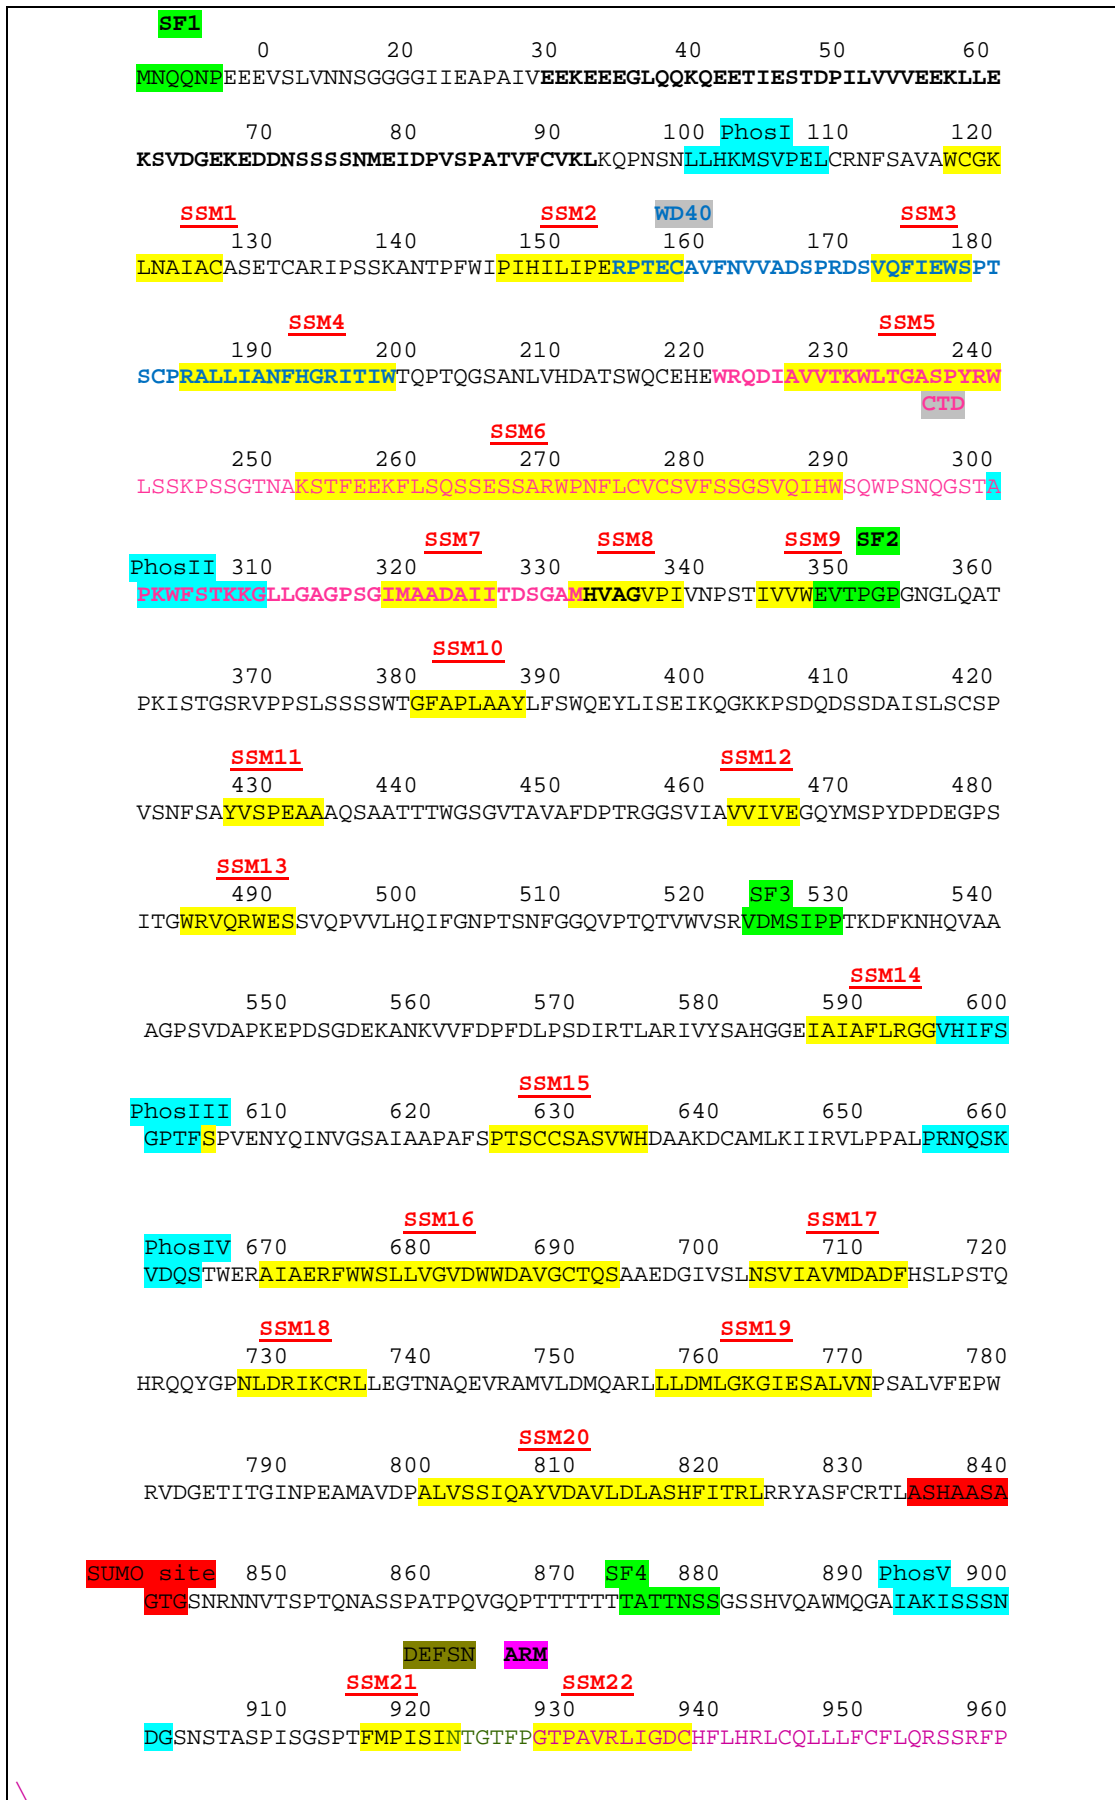 SF1
0 20 30 40 50 60
MNQQNPEEEVSLVNNSGGGGIIEAPAIVEEKEEEGLQQKQEETIESTDPILVVVEEKLLE
70 80 90 100 PhosI 110 120
KSVDGEKEDDNSSSSNMEIDPVSPATVFCVKLKQPNSNLLHKMSVPELCRNFSAVAWCGK
SSM1 SSM2 WD40 SSM3
130 140 150 160 170 180
LNAIACASETCARIPSSKANTPFWIPIHILIPERPTECAVFNVVADSPRDSVQFIEWSPT
SSM4 SSM5
190 200 210 220 230 240
SCPRALLIANFHGRITIWTQPTQGSANLVHDATSWQCEHEWRQDIAVVTKWLTGASPYRW
CTD
SSM6
250 260 270 280 290 300
LSSKPSSGTNAKSTFEEKFLSQSSESSARWPNFLCVCSVFSSGSVQIHWSQWPSNQGSTA
SSM7 SSM8 SSM9 SF2
PhosII 310 320 330 340 350 360
PKWFSTKKGLLGAGPSGIMAADAIITDSGAMHVAGVPIVNPSTIVVWEVTPGPGNGLQAT
SSM10
370 380 390 400 410 420
PKISTGSRVPPSLSSSSWTGFAPLAAYLFSWQEYLISEIKQGKKPSDQDSSDAISLSCSP
SSM11 SSM12
430 440 450 460 470 480
VSNFSAYVSPEAAAQSAATTTWGSGVTAVAFDPTRGGSVIAVVIVEGQYMSPYDPDEGPS
SSM13
490 500 510 520 SF3 530 540
ITGWRVQRWESSVQPVVLHQIFGNPTSNFGGQVPTQTVWVSRVDMSIPPTKDFKNHQVAA
SSM14
550 560 570 580 590 600
AGPSVDAPKEPDSGDEKANKVVFDPFDLPSDIRTLARIVYSAHGGEIAIAFLRGGVHIFS
SSM15
PhosIII 610 620 630 640 650 660
GPTFSPVENYQINVGSAIAAPAFSPTSCCSASVWHDAAKDCAMLKIIRVLPPALPRNQSK
SSM16 SSM17
PhosIV 670 680 690 700 710 720
VDQSTWERAIAERFWWSLLVGVDWWDAVGCTQSAAEDGIVSLNSVIAVMDADFHSLPSTQ
SSM18 SSM19
730 740 750 760 770 780
HRQQYGPNLDRIKCRLLEGTNAQEVRAMVLDMQARLLLDMLGKGIESALVNPSALVFEPW
SSM20
790 800 810 820 830 840
RVDGETITGINPEAMAVDPALVSSIQAYVDAVLDLASHFITRLRRYASFCRTLASHAASA
SUMO site 850 860 870 SF4 880 890 PhosV 900
GTGSNRNNVTSPTQNASSPATPQVGQPTTTTTTTATTNSSGSSHVQAWMQGAIAKISSSN
DEFSN ARM
SSM21 SSM22
910 920 930 940 950 960
DGSNSTASPISGSPTFMPISINTGTFPGTPAVRLIGDCHFLHRLCQLLLFCFLQRSSRFP
\